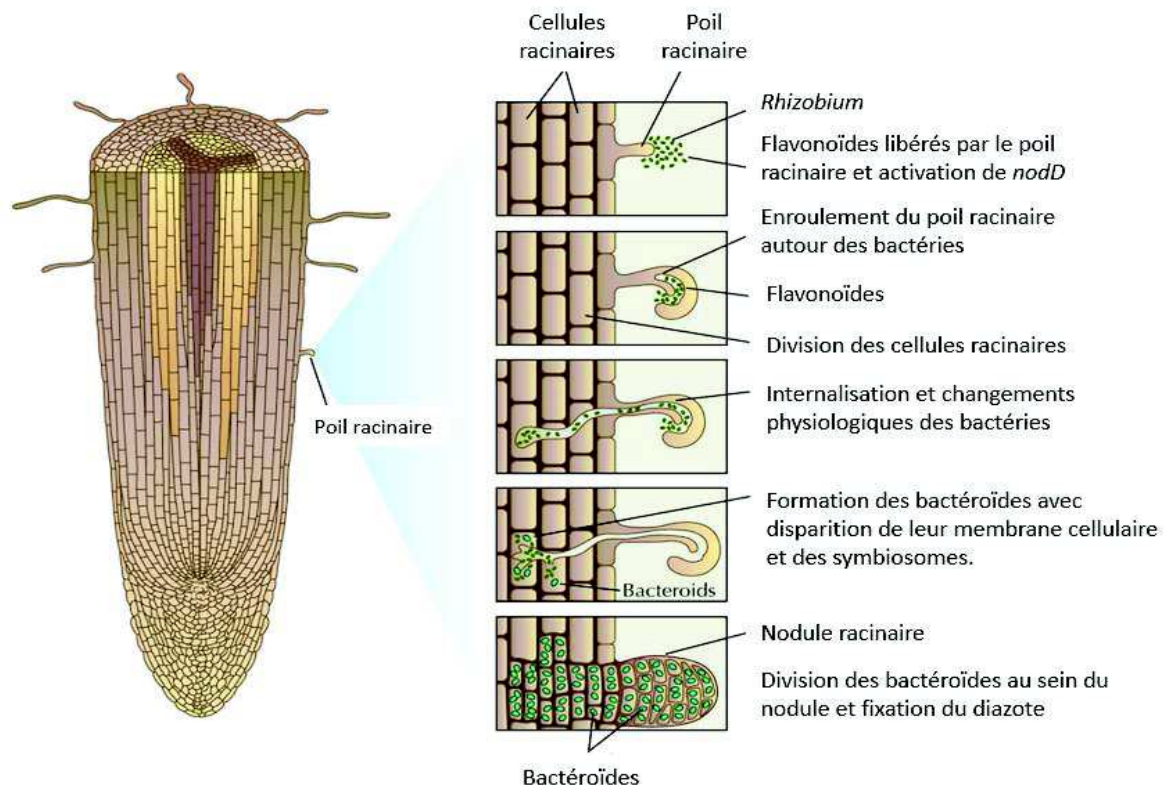 Cellules
racinaires
Poil
racinaire
Rhizobium
Flavonoïdes libérés par le poil
racinaire et activation de nodD
Enroulement du poil racinaire
autour des bactéries
Flavonoïdes
Division des cellules racinaires
Poil racinaire
Internalisation et changements
physiologiques des bactéries
Formation des bactéroïdes avec
disparition de leur membrane cellulaire
et des symbiosomes.
Bacteroids
Nodule racinaire
Division des bactéroïdes au sein du
nodule et fixation du diazote
Bactéroïdes